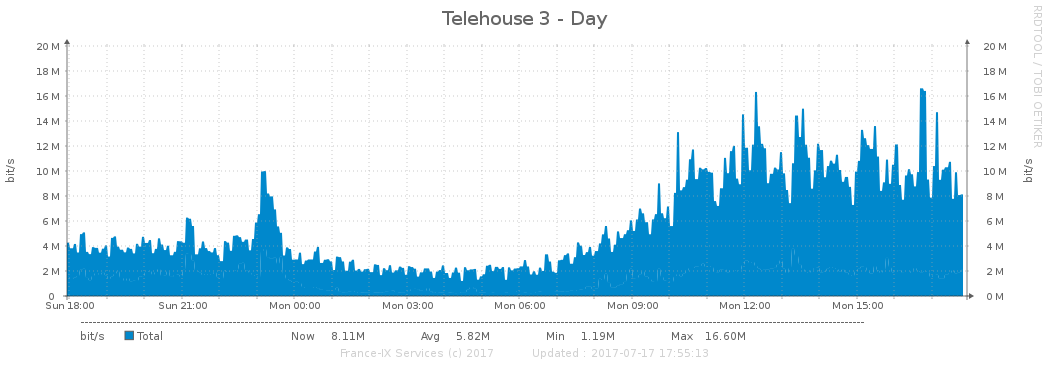 Telehouse 3 - Day
RRDTOOL / TOBI OETIKER
bit/s
20 M 20 M
18 M 18 M
16 M 16 M
14 M 14 M
12 M 12 M
10 M 10 M
8 M 8 M
6 M 6 M
4 M 4 M
2 M 2 M
0 0 M
bit/s
Sun 18:00 Sun 21:00 Mon 00:00 Mon 03:00 Mon 06:00 Mon 09:00 Mon 12:00 Mon 15:00
bit/s Total Now 8.11M Avg 5.82M Min 1.19M Max 16.60M
France-IX Services (c) 2017 Updated : 2017-07-17 17:55:13